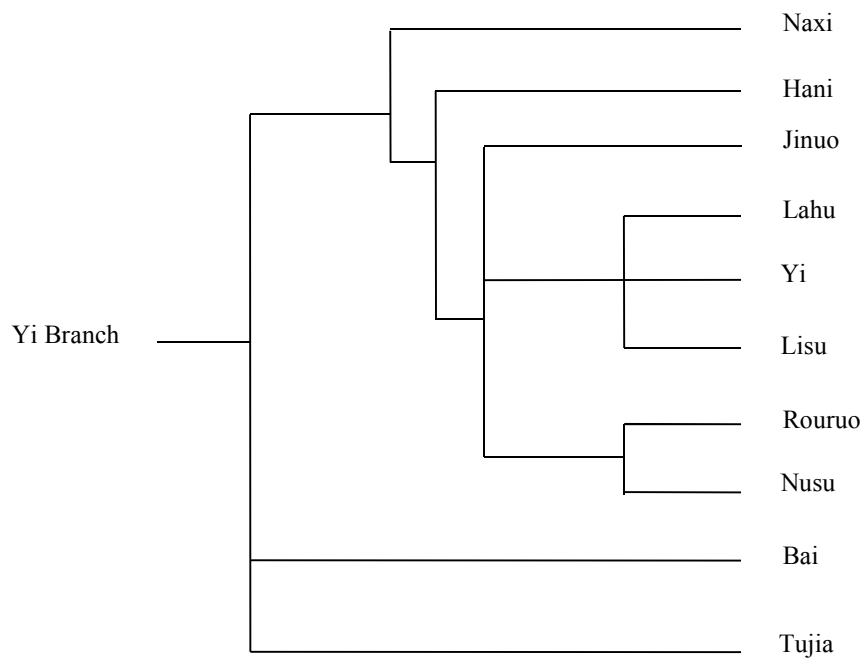 Naxi
Hani
Jinuo
Lahu
Yi
Yi Branch
Lisu
Rouruo
Nusu
Bai
Tujia